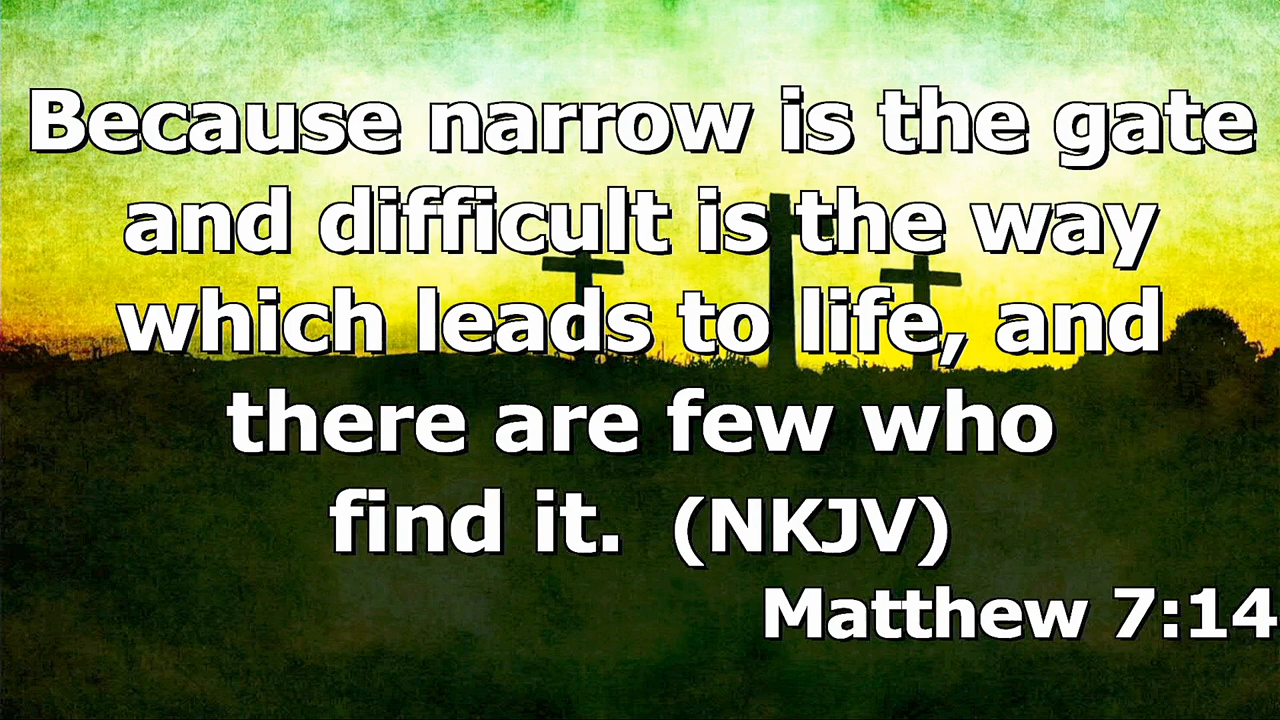 Because narrow is the gate
and difficult is the way
which leads to life, and
there are few who
find it. (NKJV)
Matthew 7:14